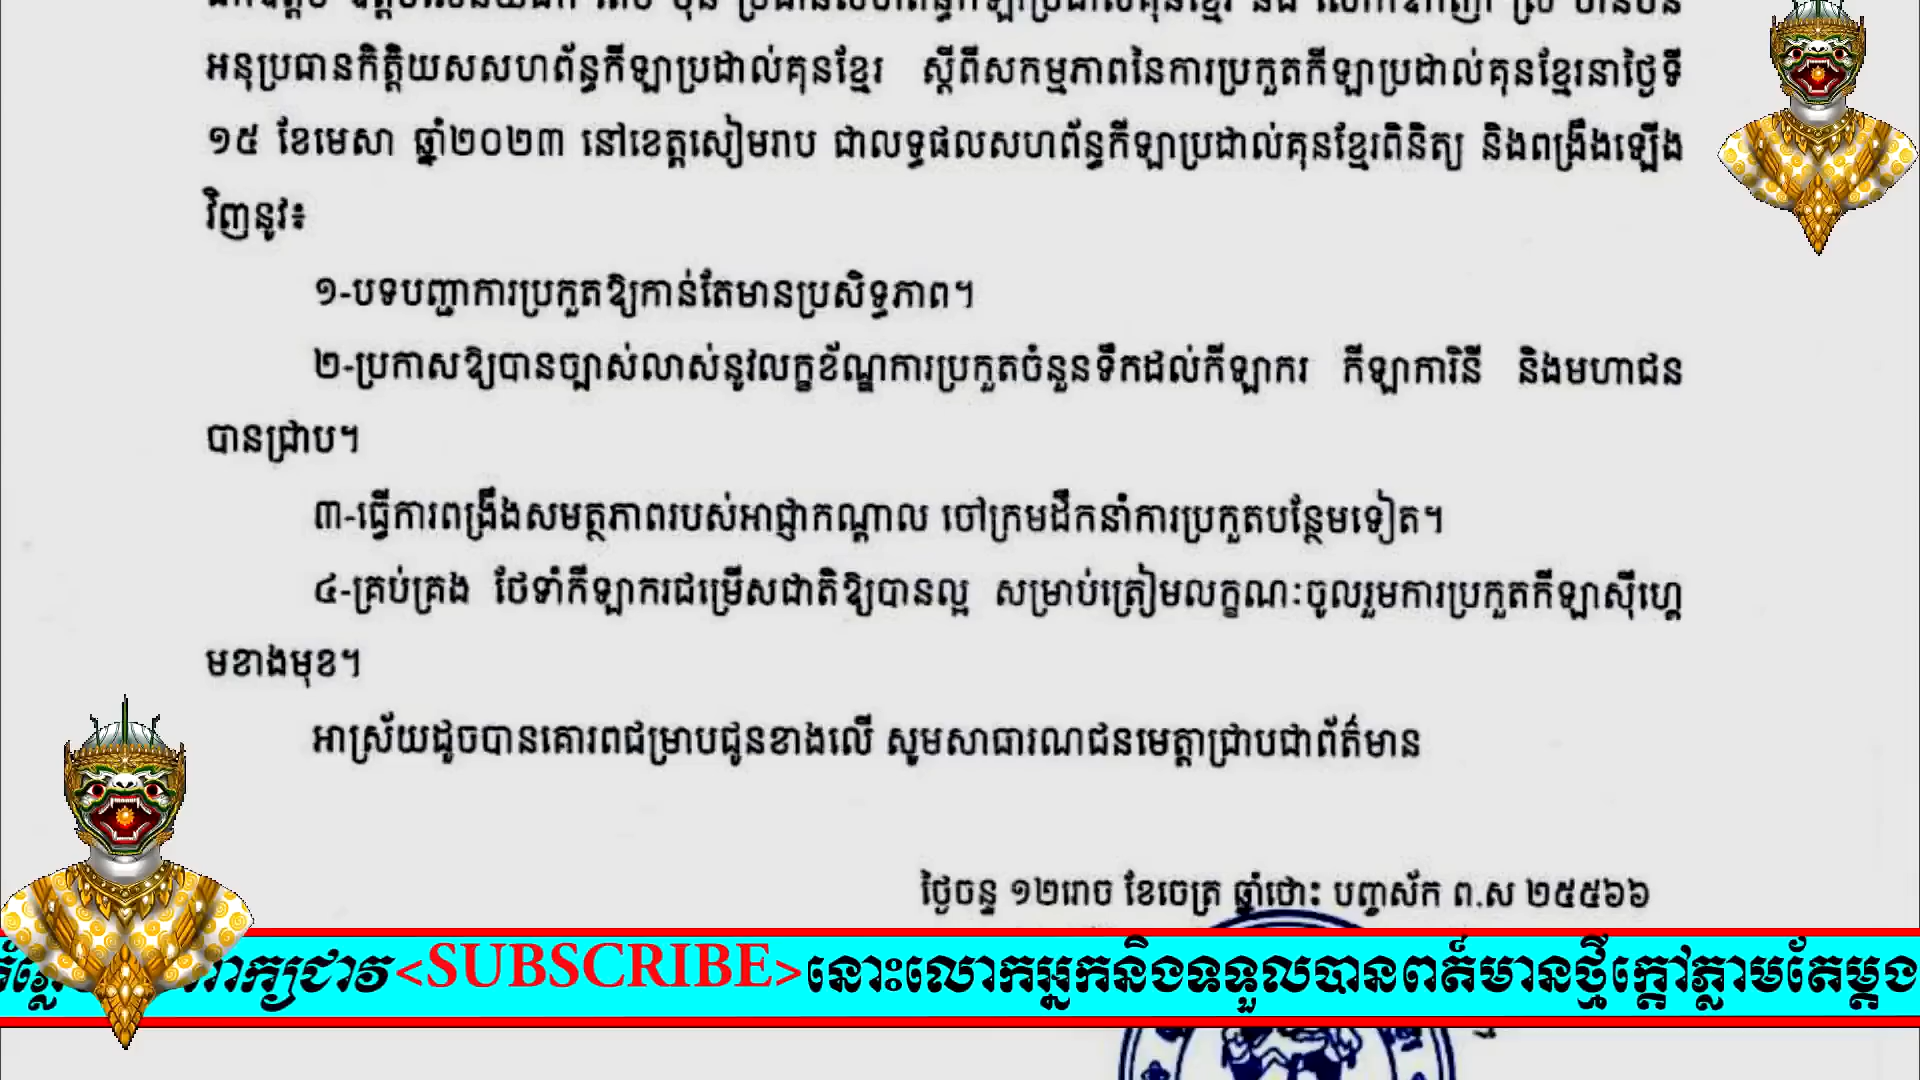 អនុប្រធានកិត្តិយសសហព័ន្ធកីឡាប្រដាល់គុនខ្មែរ ស្តីពីសកម្មភាពនៃការប្រកួតកីឡាប្រដាល់គុនខ្មែរនាថ្ងៃទី
១៥ ខែមេសា ឆ្នាំ២០២៣ នៅខេត្តសៀមរាប ជាលទ្ធផលសហព័ន្ធកីឡាប្រដាល់គុនខ្មែរពិនិត្យ និងពង្រឹងឡើង
វិញនូវ៖
១-បទបញ្ជាការប្រកួតឱ្យកាន់តែមានប្រសិទ្ធភាព។
២-ប្រកាសឱ្យបានច្បាស់លាស់នូវលក្ខខ័ណ្ឌការប្រកួតចំនួនទឹកដល់កីឡាករ កីឡាការិនី និងមហាជន
បានជ្រាប។
៣-ធ្វើការពង្រឹងសមត្ថភាពរបស់អាជ្ញាកណ្តាល ចៅក្រមដឹកនាំការប្រកួតបន្ថែមទៀត។
៤-គ្រប់គ្រង ថែទាំកីឡាករជម្រើសជាតិឱ្យបានល្អ សម្រាប់ត្រៀមលក្ខណៈចូលរួមការប្រកួតកីឡាស៊ីហ្គេ
មខាងមុខ។
អាស្រ័យដូចបានគោរពជម្រាបជូនខាងលើ សូមសាធារណជនមេត្តាជ្រាបជាព័ត៌មាន
ថ្ងៃចន្ទ ១២រោច ខែចេត្រ ឆ្នាំថោះ បញ្ចស័ក ព.ស ២៥៦៦
<SUBSCRIBE>នោះលោកអ្នកនិងទទួលបានពត៌មានថ្មីក្តៅភ្លាមតែម្តង